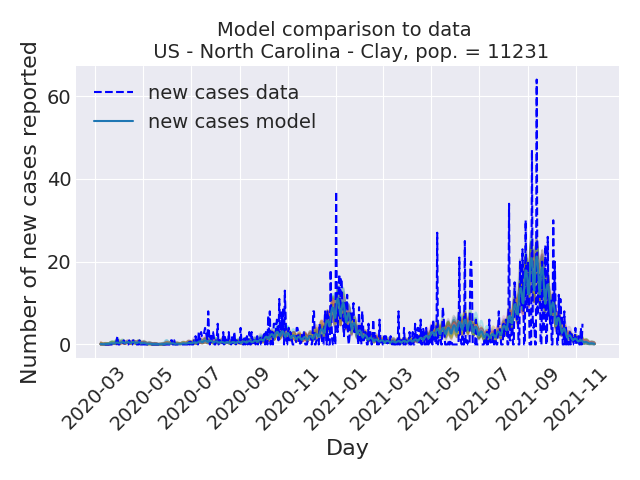 Model comparison to data
US - North Carolina - Clay, pop. = 11231
Number of new cases reported
60
40
20
0
new cases data
new cases model
2020-03
2020-05
2020-07
2020-09
2020-11
2021-01
2021-03
2021-05
2021-07
2021-09
2021-11
Day